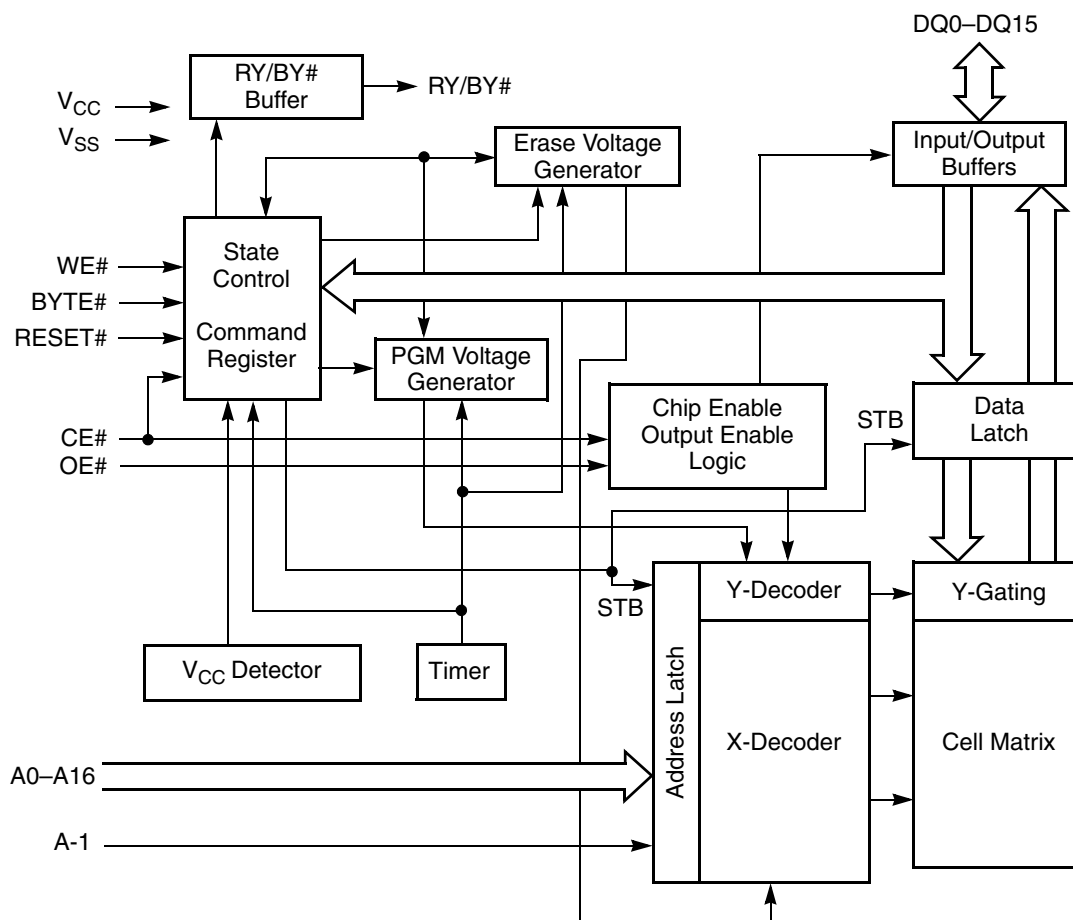 DQ0–DQ15
RY/BY#
Buffer
RY/BY#
VCC
VSS
Erase Voltage
Generator
Input/Output
Buffers
State
Control
WE#
BYTE#
RESET#
Command
Register
PGM Voltage
Generator
Chip Enable
Output Enable
Logic
STB
Data
Latch
CE#
OE#
STB
Y-Decoder
Y-Gating
VCC Detector
Timer
Address Latch
X-Decoder
Cell Matrix
A0–A16
A-1